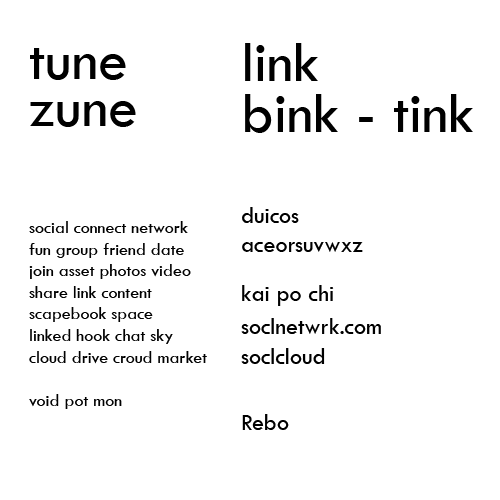 tune
zune
link
bink - tink
social connect network
fun group friend date
join asset photos video
share link content
scapebook space
linked hook chat sky
cloud drive croud market
void pot mon
duicos
aceorsuvwxz
kai po chi
soclnetwrk.com
soclcloud
Rebo